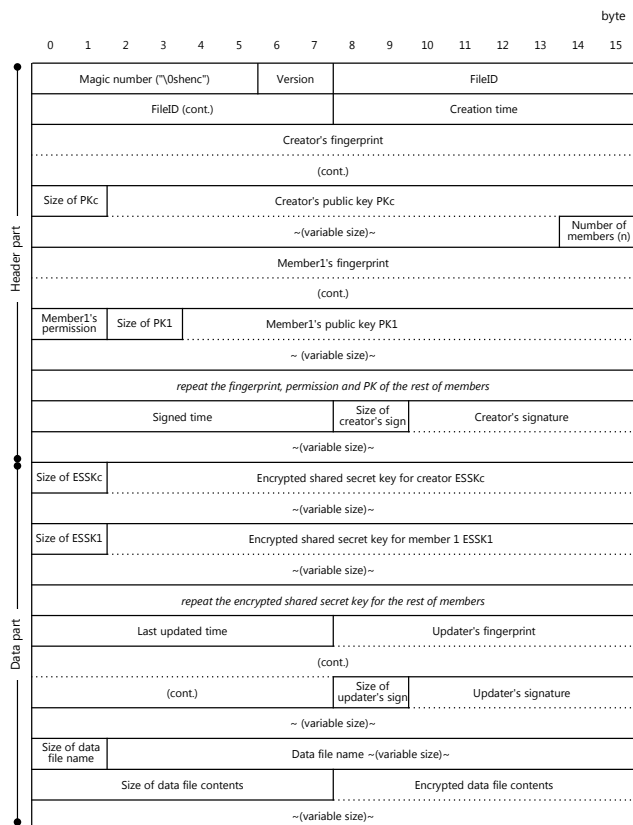 byte
0 1 2 3 4 5 6 7 8 9 10 11 12 13 14 15
Magic number ("\0shenc") Version FileID
FileID (cont.) Creation time
Creator's fingerprint
(cont.)
Size of PKc Creator's public key PKc
~(variable size)~ Number of
members (n)
Member1's fingerprint
(cont.)
Member1's
permission Size of PK1 Member1's public key PK1
~ (variable size)~
repeat the fingerprint, permission and PK of the rest of members
Signed time Size of
creator's sign Creator's signature
~(variable size)~
Header part
Size of ESSKc Encrypted shared secret key for creator ESSKc
~(variable size)~
Size of ESSK1 Encrypted shared secret key for member 1 ESSK1
~(variable size)~
repeat the encrypted shared secret key for the rest of members
Last updated time Updater's fingerprint
(cont.)
(cont.) Size of
updater's sign Updater's signature
~ (variable size)~
Size of data
file name Data file name ~(variable size)~
Size of data file contents Encrypted data file contents
~(variable size)~
Data part